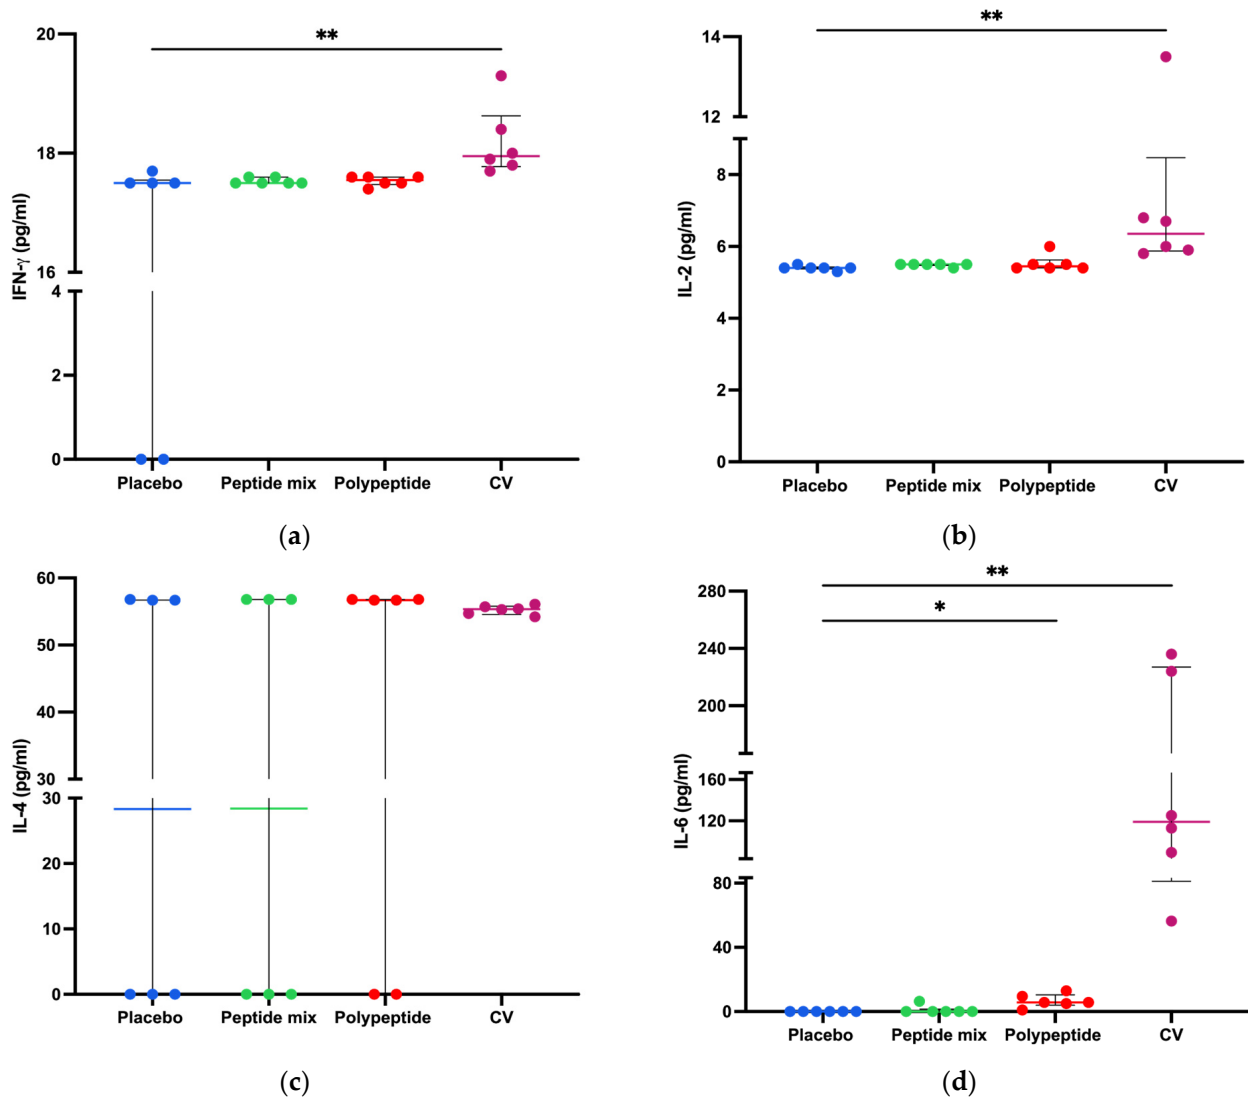 **
20
18
16
4
2
0
IFN-γ (pg/ml)
Placebo Peptide mix Polypeptide CV
(a)
**
14
12
8
6
4
2
0
IL-2 (pg/ml)
Placebo Peptide mix Polypeptide CV
(b)
60
50
40
30
30
20
10
0
IL-4 (pg/ml)
Placebo Peptide mix Polypeptide CV
(c)
**
*
280
240
200
160
120
80
40
0
IL-6 (pg/ml)
Placebo Peptide mix Polypeptide CV
(d)